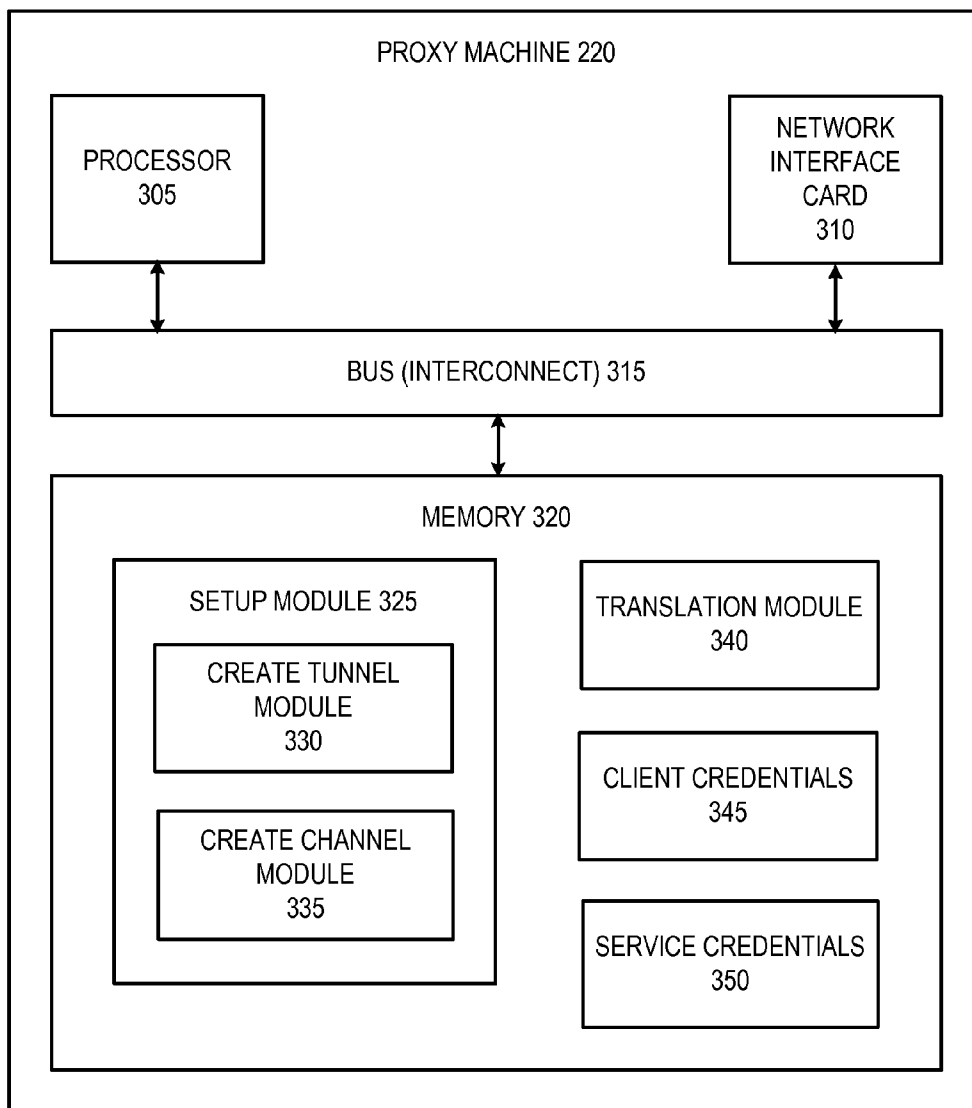 PROXY MACHINE 220
PROCESSOR
305
NETWORK
INTERFACE
CARD
310
BUS (INTERCONNECT) 315
MEMORY 320
SETUP MODULE 325
CREATE TUNNEL
MODULE
330
CREATE CHANNEL
MODULE
335
TRANSLATION MODULE
340
CLIENT CREDENTIALS
345
SERVICE CREDENTIALS
350